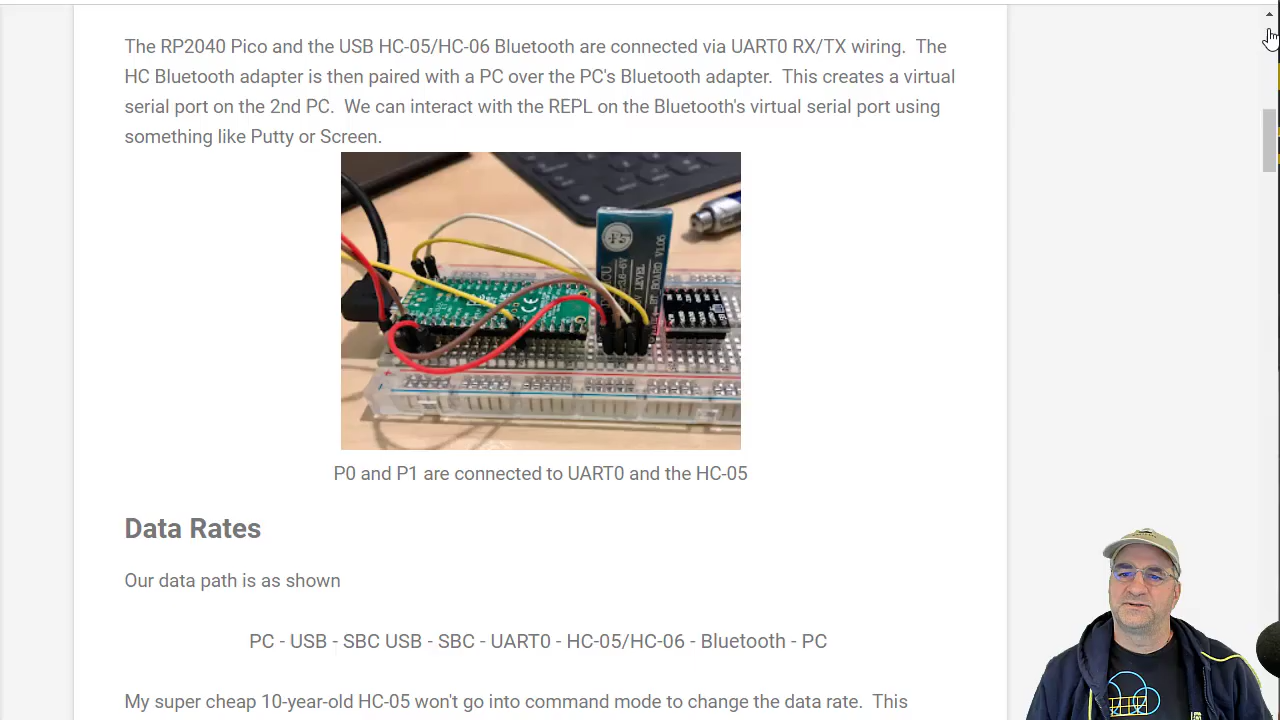 The RP2040 Pico and the USB HC-05/HC-06 Bluetooth are connected via UART0 RX/TX wiring.  The
HC Bluetooth adapter is then paired with a PC over the PC's Bluetooth adapter.  This creates a virtual
serial port on the 2nd PC.  We can interact with the REPL on the Bluetooth's virtual serial port using
something like Putty or Screen.
LEVEL
BT BOARD V1.05
P0 and P1 are connected to UART0 and the HC-05
Data Rates
Our data path is as shown
PC - USB - SBC USB - SBC - UART0 - HC-05/HC-06 - Bluetooth - PC
My super cheap 10-year-old HC-05 won't go into command mode to change the data rate.  This